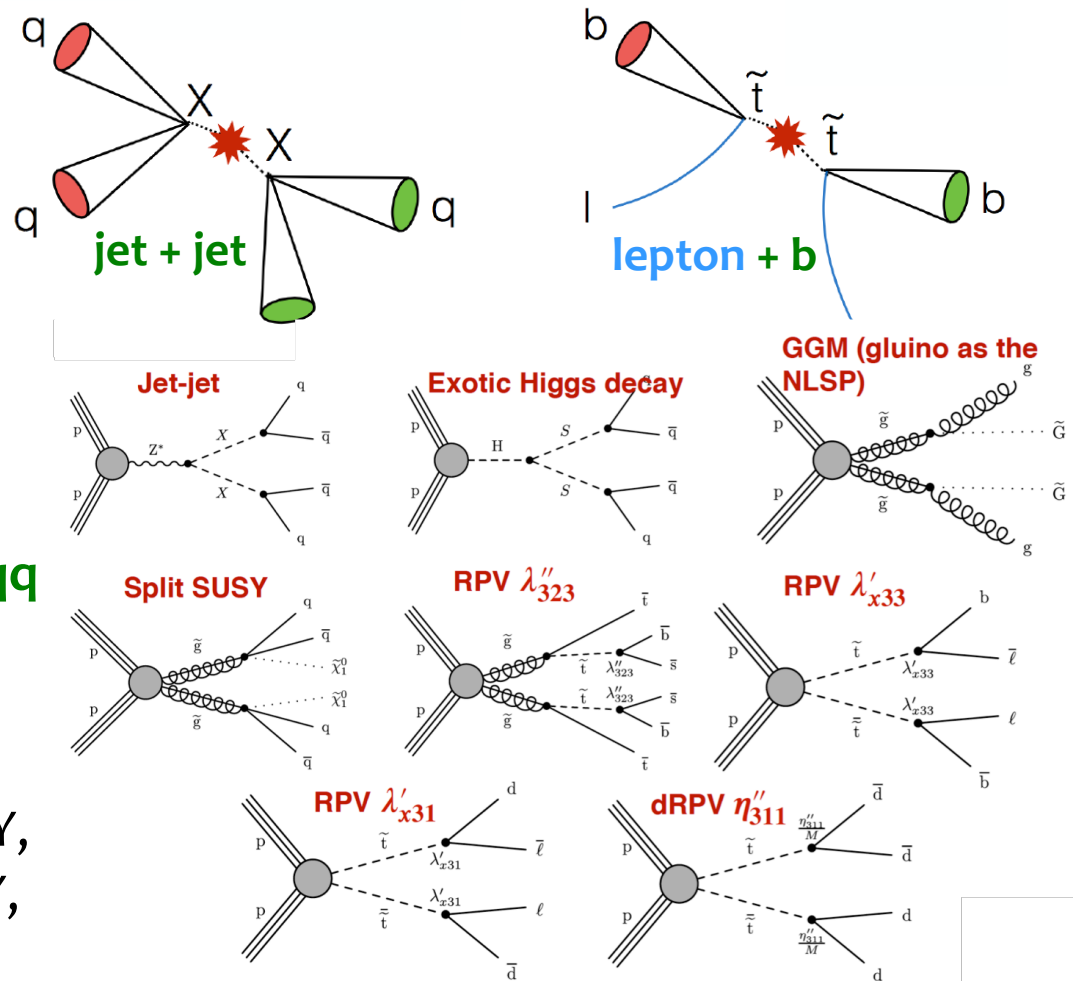 q
X
X
q
q
jet + jet
b
t̃
t̃
l
b
lepton + b
Jet-jet
p
p
Z*
X
X
q
q̅
q̅
q
Exotic Higgs decay
p
p
H
S
S
q̅
q̅
q
GGM (gluino as the
NLSP)
p
p
g̃
g̃
g
G̃
G̃
g
qq
Split SUSY
p
p
g̃
g̃
q
q̅
χ̃⁰₁
χ̃⁰₁
q
q̅
RPV λ″₃₂₃
p
p
g̃
g̃
t̅
t̃
λ″₃₂₃
b̅
s̅
t̃
λ″₃₂₃
s̅
b̅
t̅
RPV λ′ₓ₃₃
p
p
t̃
t̃̅
λ′ₓ₃₃
λ′ₓ₃₃
b
ℓ̅
ℓ
b̅
Y,
Y,
RPV λ′ₓ₃₁
p
p
t̃
t̃̅
λ′ₓ₃₁
λ′ₓ₃₁
d
ℓ̅
ℓ
d̅
dRPV η″₃₁₁
p
p
t̃
t̃̅
η″₃₁₁/M
η″₃₁₁/M
d̅
d̅
d
d